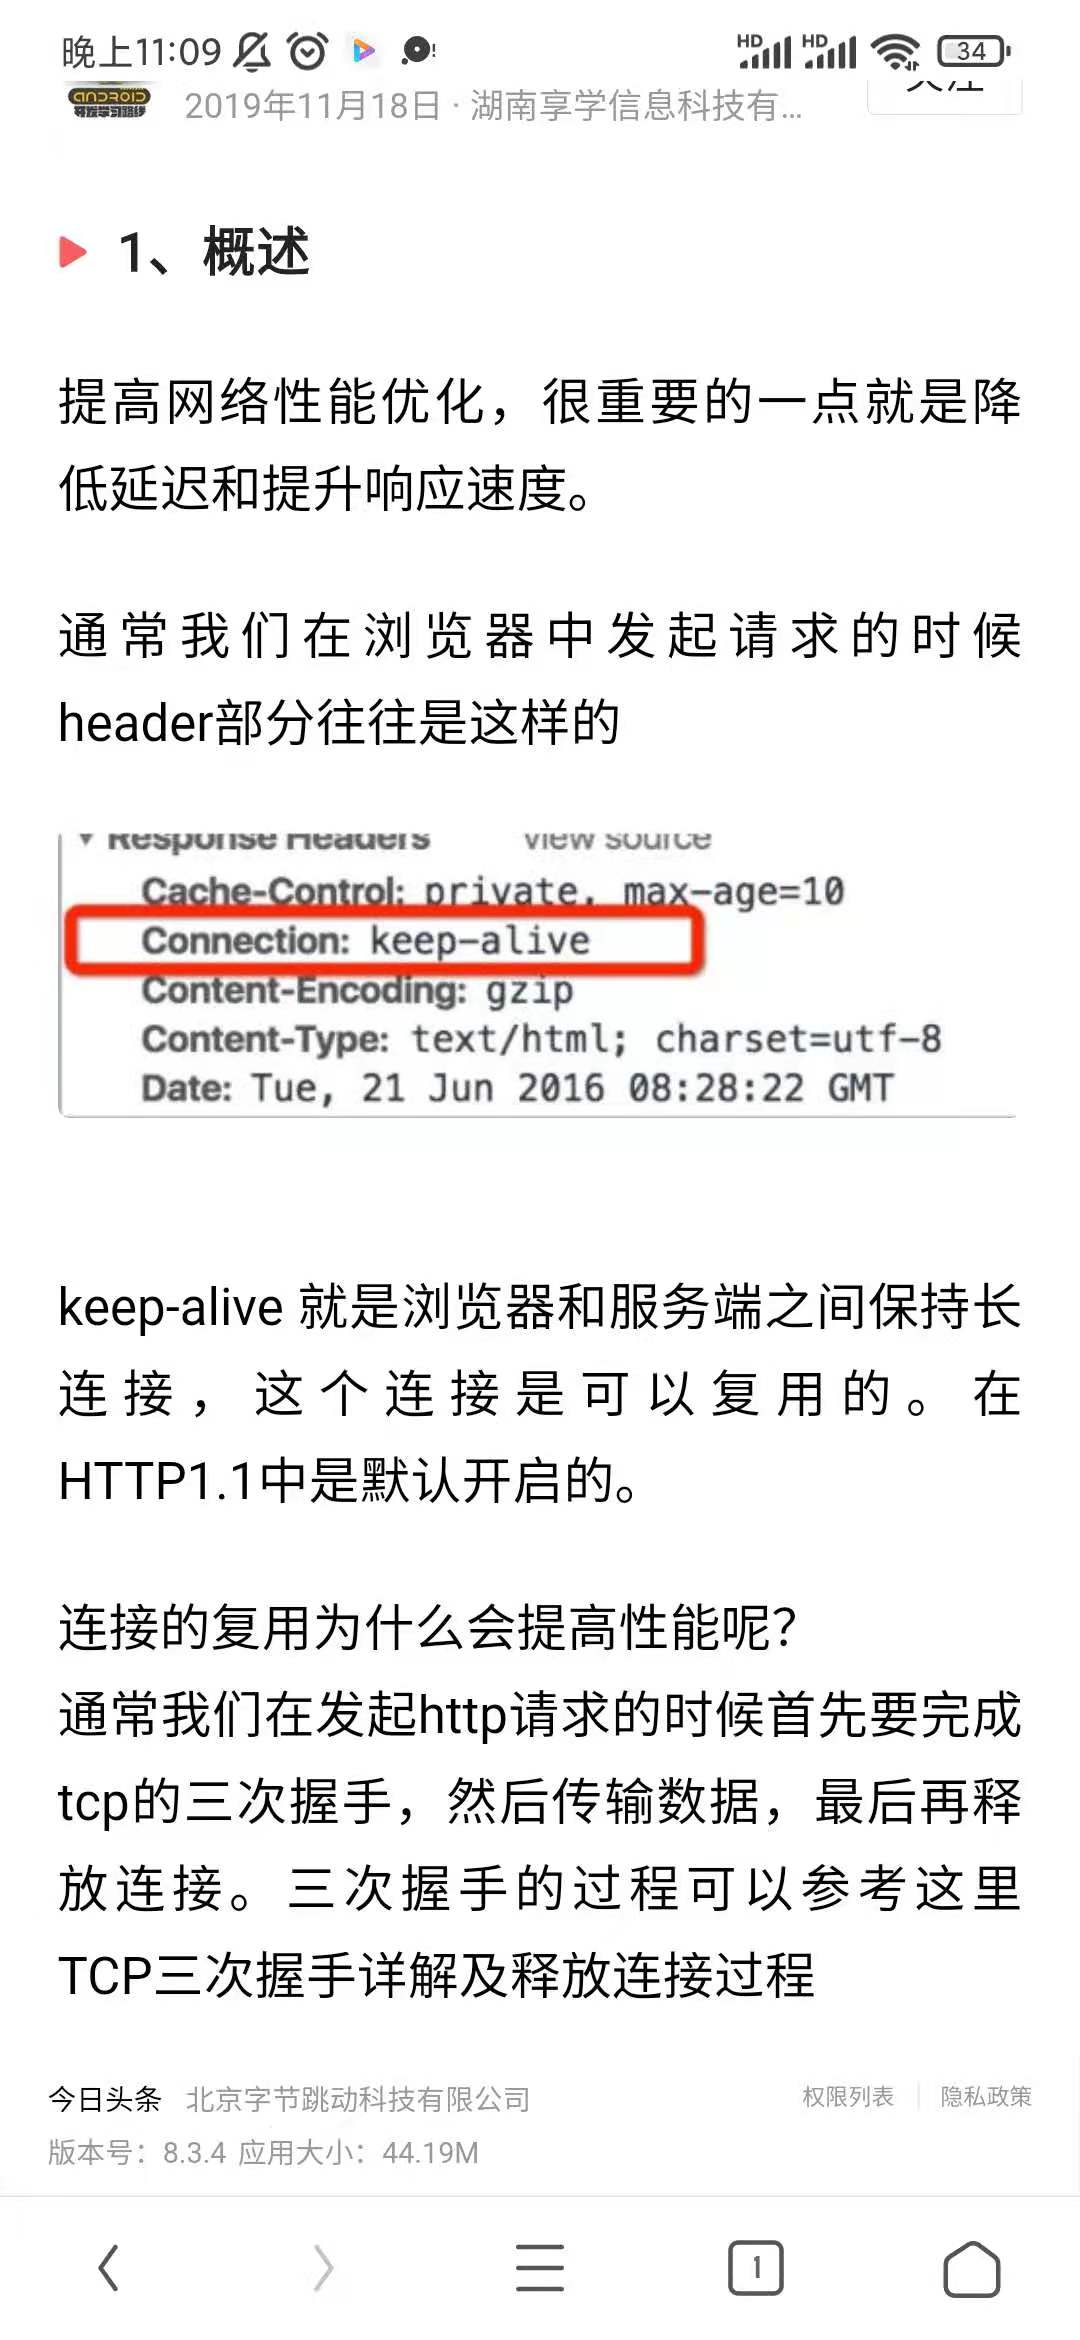 晚上11:09
HD HD 34
ANDROID
2019年11月18日 · 湖南享学信息科技有...
关注
1、概述
提高网络性能优化，很重要的一点就是降
低延迟和提升响应速度。
通常我们在浏览器中发起请求的时候
header部分往往是这样的
Response Headers view source
Cache-Control: private, max-age=10
Connection: keep-alive
Content-Encoding: gzip
Content-Type: text/html; charset=utf-8
Date: Tue, 21 Jun 2016 08:28:22 GMT
keep-alive 就是浏览器和服务端之间保持长
连接，这个连接是可以复用的。在
HTTP1.1中是默认开启的。
连接的复用为什么会提高性能呢？
通常我们在发起http请求的时候首先要完成
tcp的三次握手，然后传输数据，最后再释
放连接。三次握手的过程可以参考这里
TCP三次握手详解及释放连接过程
今日头条 北京字节跳动科技有限公司 权限列表 隐私政策
版本号：8.3.4 应用大小：44.19M
1